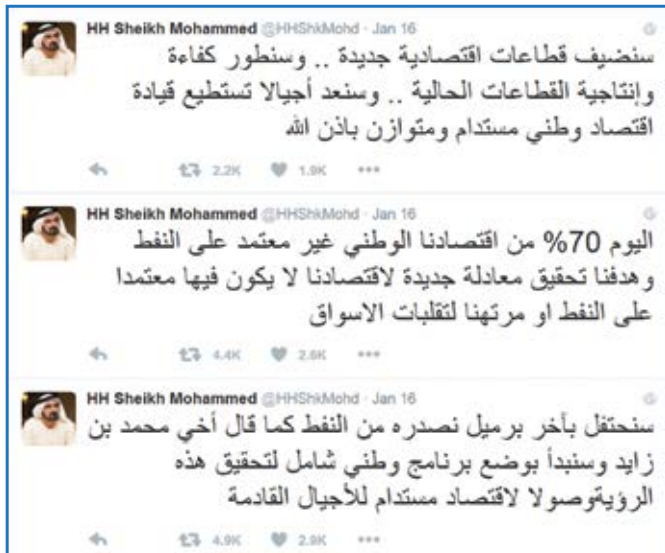 HH Sheikh Mohammed @HHShkMohd · Jan 16
سنضيف قطاعات اقتصادية جديدة .. وسنطور كفاءة
وإنتاجية القطاعات الحالية .. وسنعد أجيالا تستطيع قيادة
اقتصاد وطني مستدام ومتوازن باذن الله
2.2K 1.9K
HH Sheikh Mohammed @HHShkMohd · Jan 16
اليوم 70% من اقتصادنا الوطني غير معتمد على النفط
وهدفنا تحقيق معادلة جديدة لاقتصادنا لا يكون فيها معتمدا
على النفط او مرتهنا لتقلبات الاسواق
4.4K 2.6K
HH Sheikh Mohammed @HHShkMohd · Jan 16
سنحتفل بآخر برميل نصدره من النفط كما قال أخي محمد بن
زايد وسنبدأ بوضع برنامج وطني شامل لتحقيق هذه
الرؤيةوصولا لاقتصاد مستدام للأجيال القادمة
4.9K 2.9K